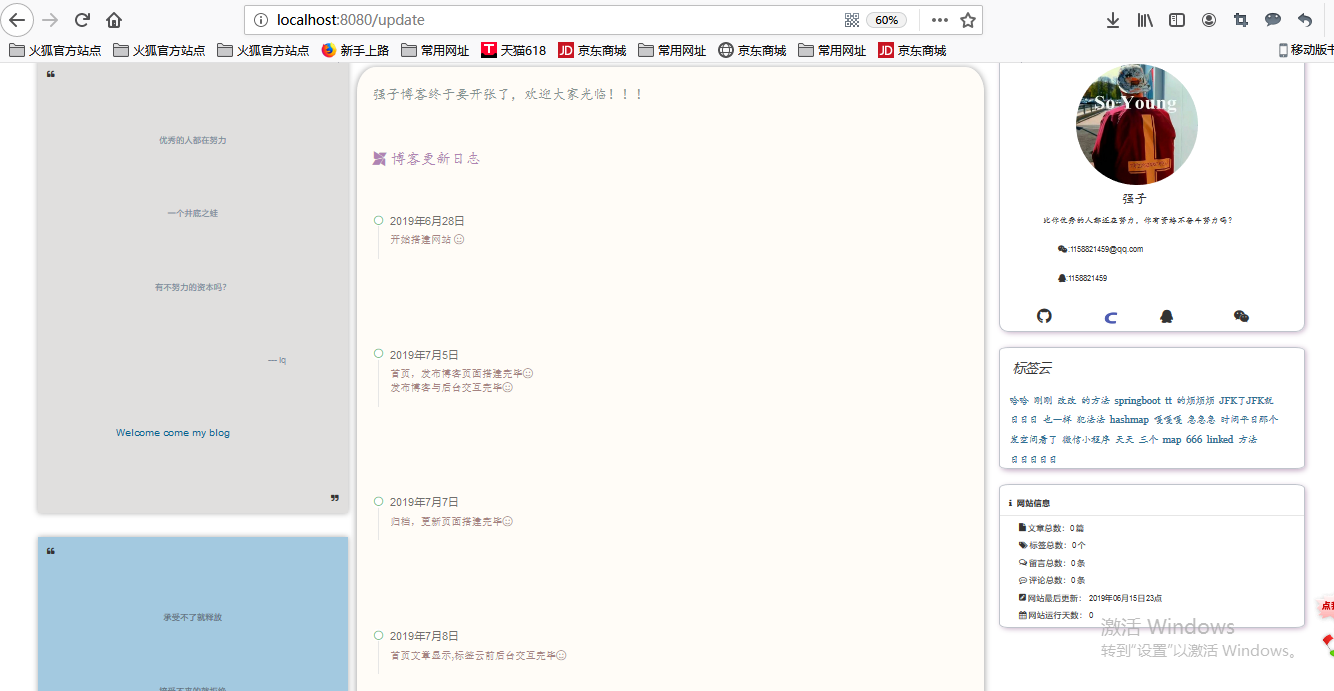 localhost:8080/update
60%
火狐官方站点 火狐官方站点 火狐官方站点 新手上路 常用网址 天猫618 京东商城 常用网址 京东商城 常用网址 京东商城 移动版书
❝
优秀的人都在努力
一个井底之蛙
有不努力的资本吗?
— lq
Welcome come my blog
❞
❝
承受不了就释放
强子博客终于要开张了，欢迎大家光临！！！
博客更新日志
2019年6月28日
开始搭建网站
2019年7月5日
首页，发布博客页面搭建完毕
发布博客与后台交互完毕
2019年7月7日
归档，更新页面搭建完毕
2019年7月8日
首页文章显示,标签云前后台交互完毕
So Young
强子
比你优秀的人都还在努力，你有资格不奋斗努力吗?
:1158821459@qq.com
:1158821459
标签云
哈哈 刚刚 改改 的方法 springboot tt 的烦烦烦 JFK了JFK就
日日日 也一样 犯法法 hashmap 嘎嘎嘎 急急急 时间平日那个
发空间看了 微信小程序 天天 三个 map 666 linked 方法
日日日日日
网站信息
文章总数： 0 篇
标签总数： 0 个
留言总数： 0 条
评论总数： 0 条
网站最后更新： 2019年06月15日23点
网站运行天数： 0
激活 Windows
转到"设置"以激活 Windows。